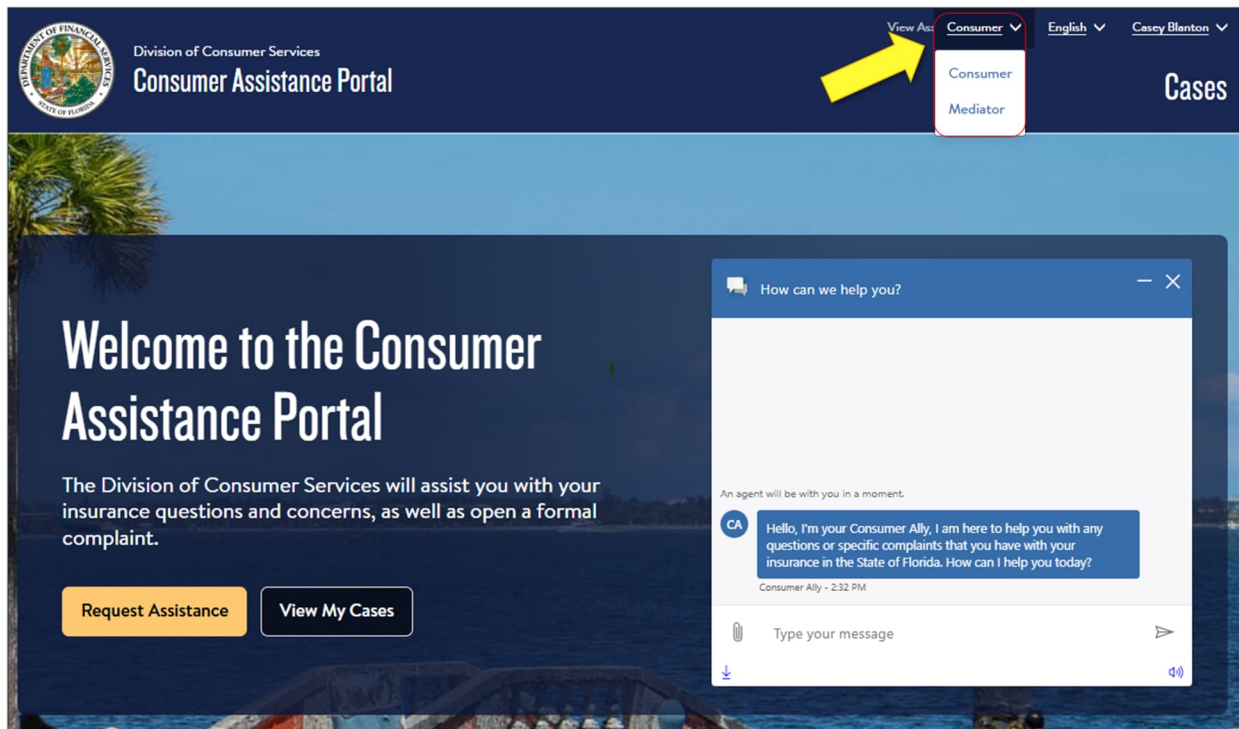 DEPARTMENT OF FINANCIAL SERVICES
STATE OF FLORIDA
Division of Consumer Services
Consumer Assistance Portal
View As: Consumer
English
Casey Blanton
Consumer
Mediator
Cases
Welcome to the Consumer
Assistance Portal
The Division of Consumer Services will assist you with your
insurance questions and concerns, as well as open a formal
complaint.
Request Assistance
View My Cases
How can we help you?
An agent will be with you in a moment.
CA
Hello, I'm your Consumer Ally, I am here to help you with any
questions or specific complaints that you have with your
insurance in the State of Florida. How can I help you today?
Consumer Ally - 2:32 PM
Type your message